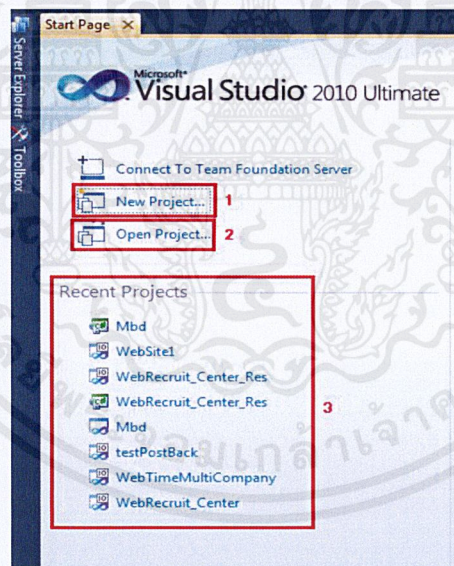 Start Page
Server Explorer
Toolbox
Microsoft®
Visual Studio® 2010 Ultimate
Connect To Team Foundation Server
New Project... 1
Open Project... 2
Recent Projects
Mbd
WebSite1
WebRecruit_Center_Res
WebRecruit_Center_Res
Mbd
testPostBack
WebTimeMultiCompany
WebRecruit_Center
3